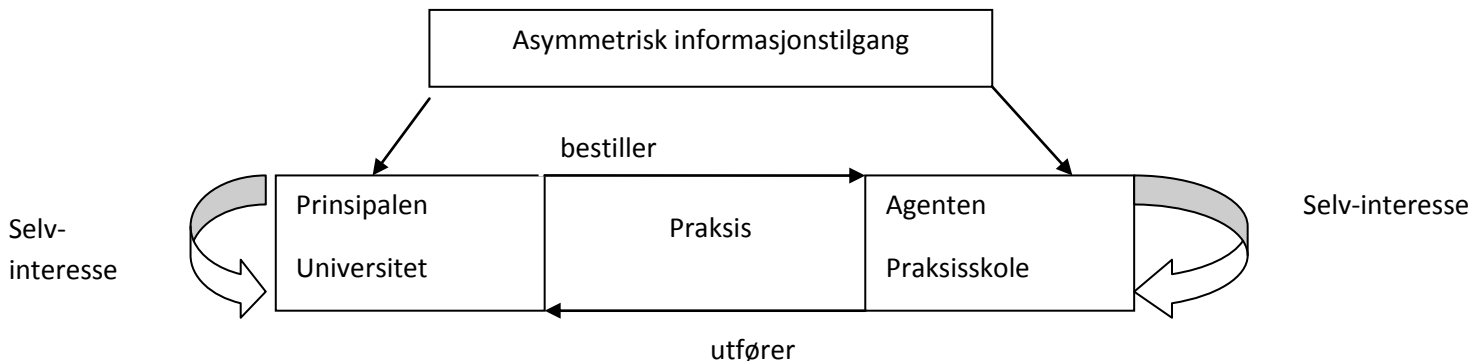 Asymmetrisk informasjonstilgang
bestiller
Selv-
interesse
Prinsipalen
Universitet
Praksis
Agenten
Praksisskole
Selv-interesse
utfører